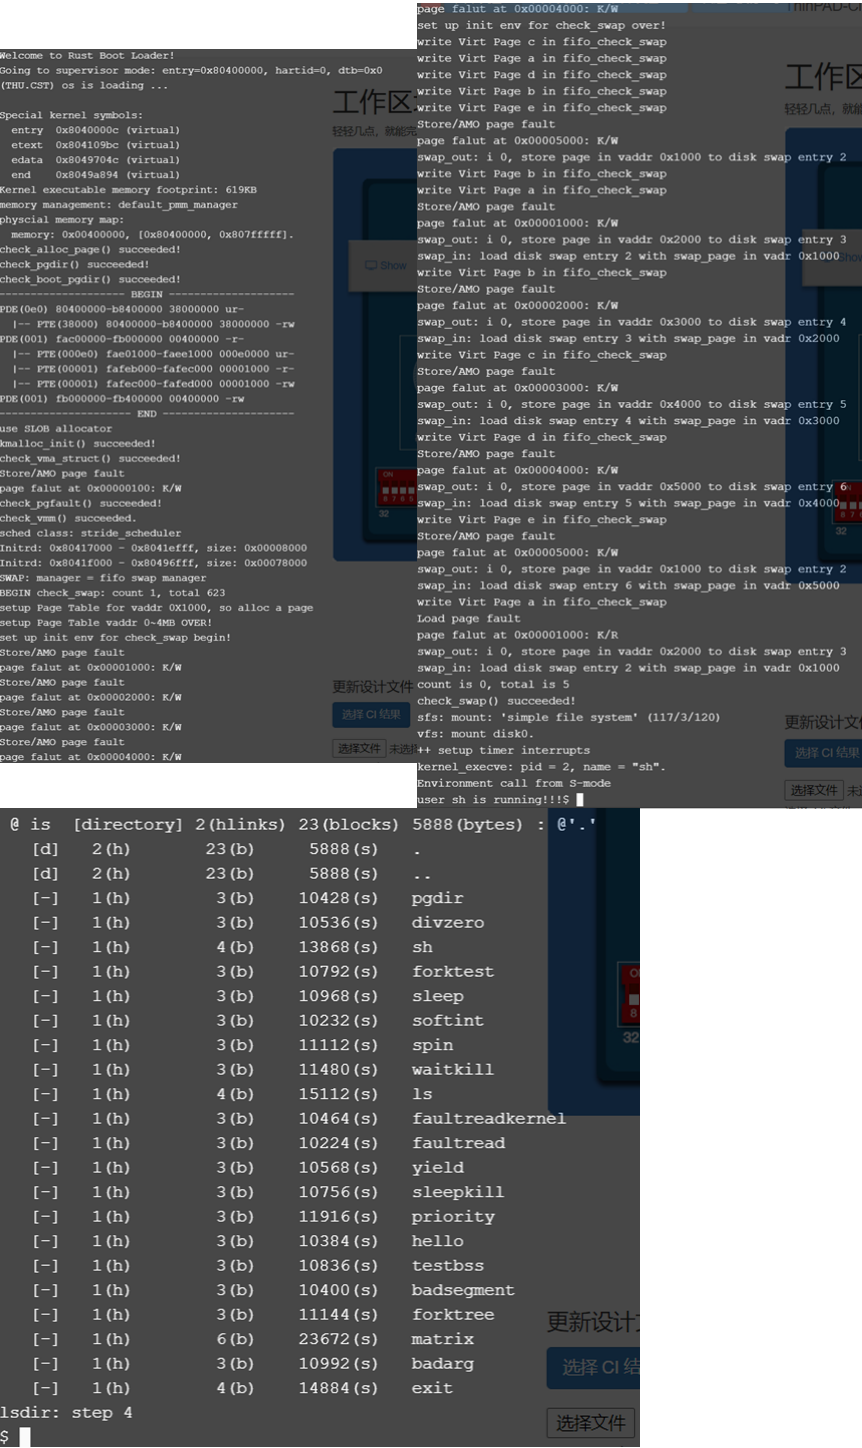 Welcome to Rust Boot Loader!
Going to supervisor mode: entry=0x80400000, hartid=0, dtb=0x0
(THU.CST) os is loading ...
Special kernel symbols:
entry 0x8040000c (virtual)
etext 0x804109bc (virtual)
edata 0x8049704c (virtual)
end 0x8049a894 (virtual)
Kernel executable memory footprint: 619KB
memory management: default_pmm_manager
physcial memory map:
memory: 0x00400000, [0x80400000, 0x807fffff].
check_alloc_page() succeeded!
check_pgdir() succeeded!
check_boot_pgdir() succeeded!
-------------------- BEGIN --------------------
PDE(0e0) 80400000-b8400000 38000000 ur-
|-- PTE(38000) 80400000-b8400000 38000000 -rw
PDE(001) fac00000-fb000000 00400000 -r-
|-- PTE(000e0) fae01000-faee1000 000e0000 ur-
|-- PTE(00001) fafeb000-fafec000 00001000 -r-
|-- PTE(00001) fafec000-fafed000 00001000 -rw
PDE(001) fb000000-fb400000 00400000 -rw
--------------------- END ---------------------
use SLOB allocator
kmalloc_init() succeeded!
check_vma_struct() succeeded!
Store/AMO page fault
page falut at 0x00000100: K/W
check_pgfault() succeeded!
check_vmm() succeeded.
sched class: stride_scheduler
Initrd: 0x80417000 - 0x8041efff, size: 0x00008000
Initrd: 0x8041f000 - 0x80496fff, size: 0x00078000
SWAP: manager = fifo swap manager
BEGIN check_swap: count 1, total 623
setup Page Table for vaddr 0X1000, so alloc a page
setup Page Table vaddr 0~4MB OVER!
set up init env for check_swap begin!
Store/AMO page fault
page falut at 0x00001000: K/W
Store/AMO page fault
page falut at 0x00002000: K/W
Store/AMO page fault
page falut at 0x00003000: K/W
Store/AMO page fault
page falut at 0x00004000: K/W
工作区
轻轻几点，就能完
Show
ON
32
更新设计文件
选择 CI 结果
选择文件 未选
page falut at 0x00004000: K/W
set up init env for check_swap over!
write Virt Page c in fifo_check_swap
write Virt Page a in fifo_check_swap
write Virt Page d in fifo_check_swap
write Virt Page b in fifo_check_swap
write Virt Page e in fifo_check_swap
Store/AMO page fault
page falut at 0x00005000: K/W
swap_out: i 0, store page in vaddr 0x1000 to disk swap entry 2
write Virt Page b in fifo_check_swap
write Virt Page a in fifo_check_swap
Store/AMO page fault
page falut at 0x00001000: K/W
swap_out: i 0, store page in vaddr 0x2000 to disk swap entry 3
swap_in: load disk swap entry 2 with swap_page in vadr 0x1000
write Virt Page b in fifo_check_swap
Store/AMO page fault
page falut at 0x00002000: K/W
swap_out: i 0, store page in vaddr 0x3000 to disk swap entry 4
swap_in: load disk swap entry 3 with swap_page in vadr 0x2000
write Virt Page c in fifo_check_swap
Store/AMO page fault
page falut at 0x00003000: K/W
swap_out: i 0, store page in vaddr 0x4000 to disk swap entry 5
swap_in: load disk swap entry 4 with swap_page in vadr 0x3000
write Virt Page d in fifo_check_swap
Store/AMO page fault
page falut at 0x00004000: K/W
swap_out: i 0, store page in vaddr 0x5000 to disk swap entry 6
swap_in: load disk swap entry 5 with swap_page in vadr 0x4000
write Virt Page e in fifo_check_swap
Store/AMO page fault
page falut at 0x00005000: K/W
swap_out: i 0, store page in vaddr 0x1000 to disk swap entry 2
swap_in: load disk swap entry 6 with swap_page in vadr 0x5000
write Virt Page a in fifo_check_swap
Load page fault
page falut at 0x00001000: K/R
swap_out: i 0, store page in vaddr 0x2000 to disk swap entry 3
swap_in: load disk swap entry 2 with swap_page in vadr 0x1000
count is 0, total is 5
check_swap() succeeded!
sfs: mount: 'simple file system' (117/3/120)
vfs: mount disk0.
++ setup timer interrupts
kernel_execve: pid = 2, name = "sh".
Environment call from S-mode
user sh is running!!!$
工作区
轻轻几点，就能
32
更新设计文
选择 CI 结果
选择文件 未
@ is [directory] 2(hlinks) 23(blocks) 5888(bytes) : @'.'
[d] 2(h) 23(b) 5888(s) .
[d] 2(h) 23(b) 5888(s) ..
[-] 1(h) 3(b) 10428(s) pgdir
[-] 1(h) 3(b) 10536(s) divzero
[-] 1(h) 4(b) 13868(s) sh
[-] 1(h) 3(b) 10792(s) forktest
[-] 1(h) 3(b) 10968(s) sleep
[-] 1(h) 3(b) 10232(s) softint
[-] 1(h) 3(b) 11112(s) spin
[-] 1(h) 3(b) 11480(s) waitkill
[-] 1(h) 4(b) 15112(s) ls
[-] 1(h) 3(b) 10464(s) faultreadkernel
[-] 1(h) 3(b) 10224(s) faultread
[-] 1(h) 3(b) 10568(s) yield
[-] 1(h) 3(b) 10756(s) sleepkill
[-] 1(h) 3(b) 11916(s) priority
[-] 1(h) 3(b) 10384(s) hello
[-] 1(h) 3(b) 10836(s) testbss
[-] 1(h) 3(b) 10400(s) badsegment
[-] 1(h) 3(b) 11144(s) forktree
[-] 1(h) 6(b) 23672(s) matrix
[-] 1(h) 3(b) 10992(s) badarg
[-] 1(h) 4(b) 14884(s) exit
lsdir: step 4
$
8
32
更新设计
选择 CI 结
选择文件